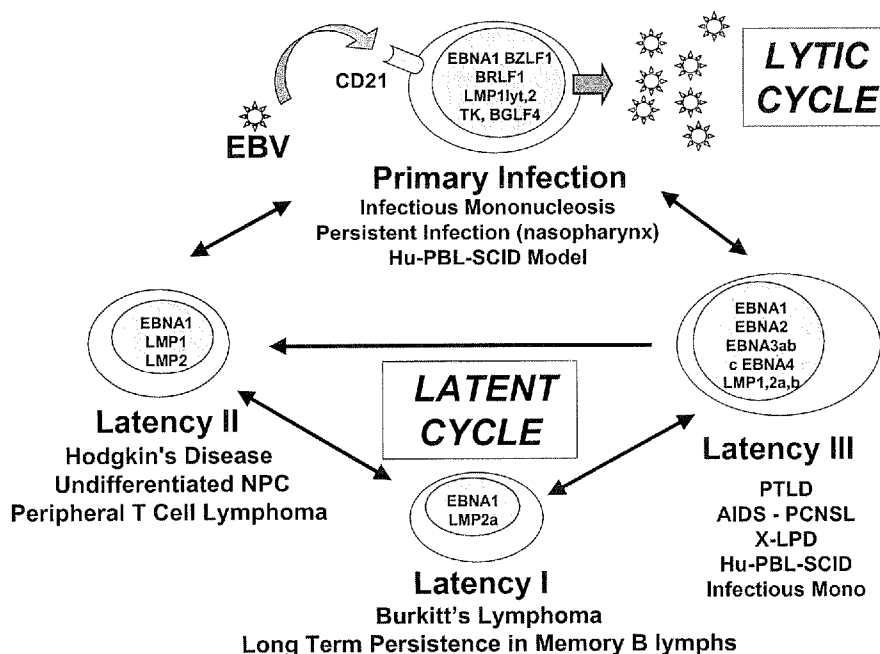 EBV
CD21
EBNA1 BZLF1
BRLF1
LMP1lyt,2
TK, BGLF4
LYTIC
CYCLE
Primary Infection
Infectious Mononucleosis
Persistent Infection (nasopharynx)
Hu-PBL-SCID Model
EBNA1
LMP1
LMP2
Latency II
Hodgkin's Disease
Undifferentiated NPC
Peripheral T Cell Lymphoma
LATENT
CYCLE
EBNA1
EBNA2
EBNA3ab
c EBNA4
LMP1,2a,b
Latency III
PTLD
AIDS - PCNSL
X-LPD
Hu-PBL-SCID
Infectious Mono
EBNA1
LMP2a
Latency I
Burkitt's Lymphoma
Long Term Persistence in Memory B lymphs